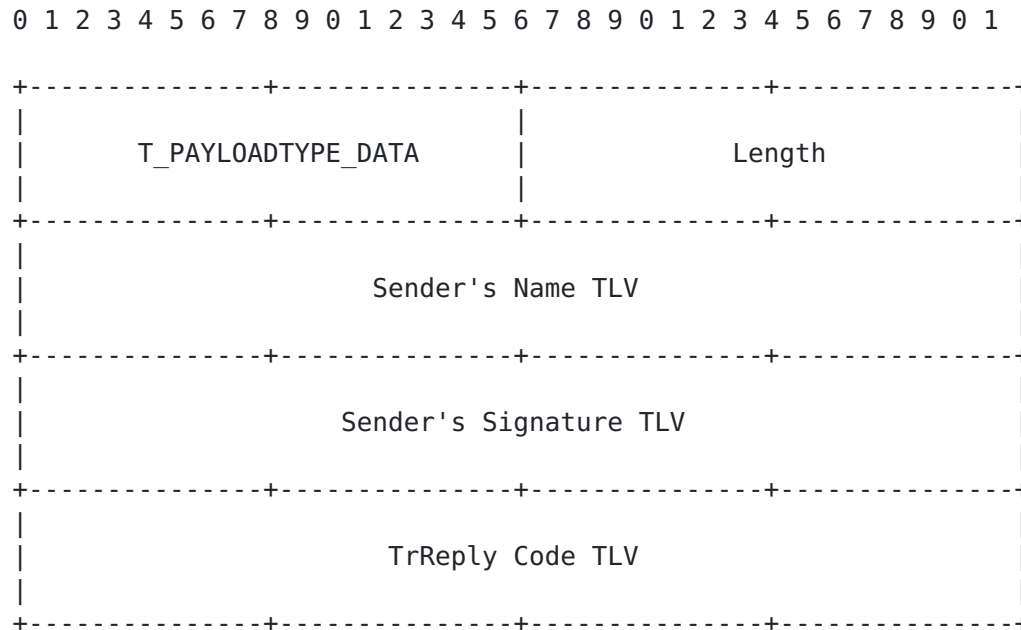 0 1 2 3 4 5 6 7 8 9 0 1 2 3 4 5 6 7 8 9 0 1 2 3 4 5 6 7 8 9 0 1
+---------------+---------------+---------------+---------------+
| | |
| T_PAYLOADTYPE_DATA | Length |
| | |
+---------------+---------------+---------------+---------------+
| |
| Sender's Name TLV |
| |
+---------------+---------------+---------------+---------------+
| |
| Sender's Signature TLV |
| |
+---------------+---------------+---------------+---------------+
| |
| TrReply Code TLV |
| |
+---------------+---------------+---------------+---------------+